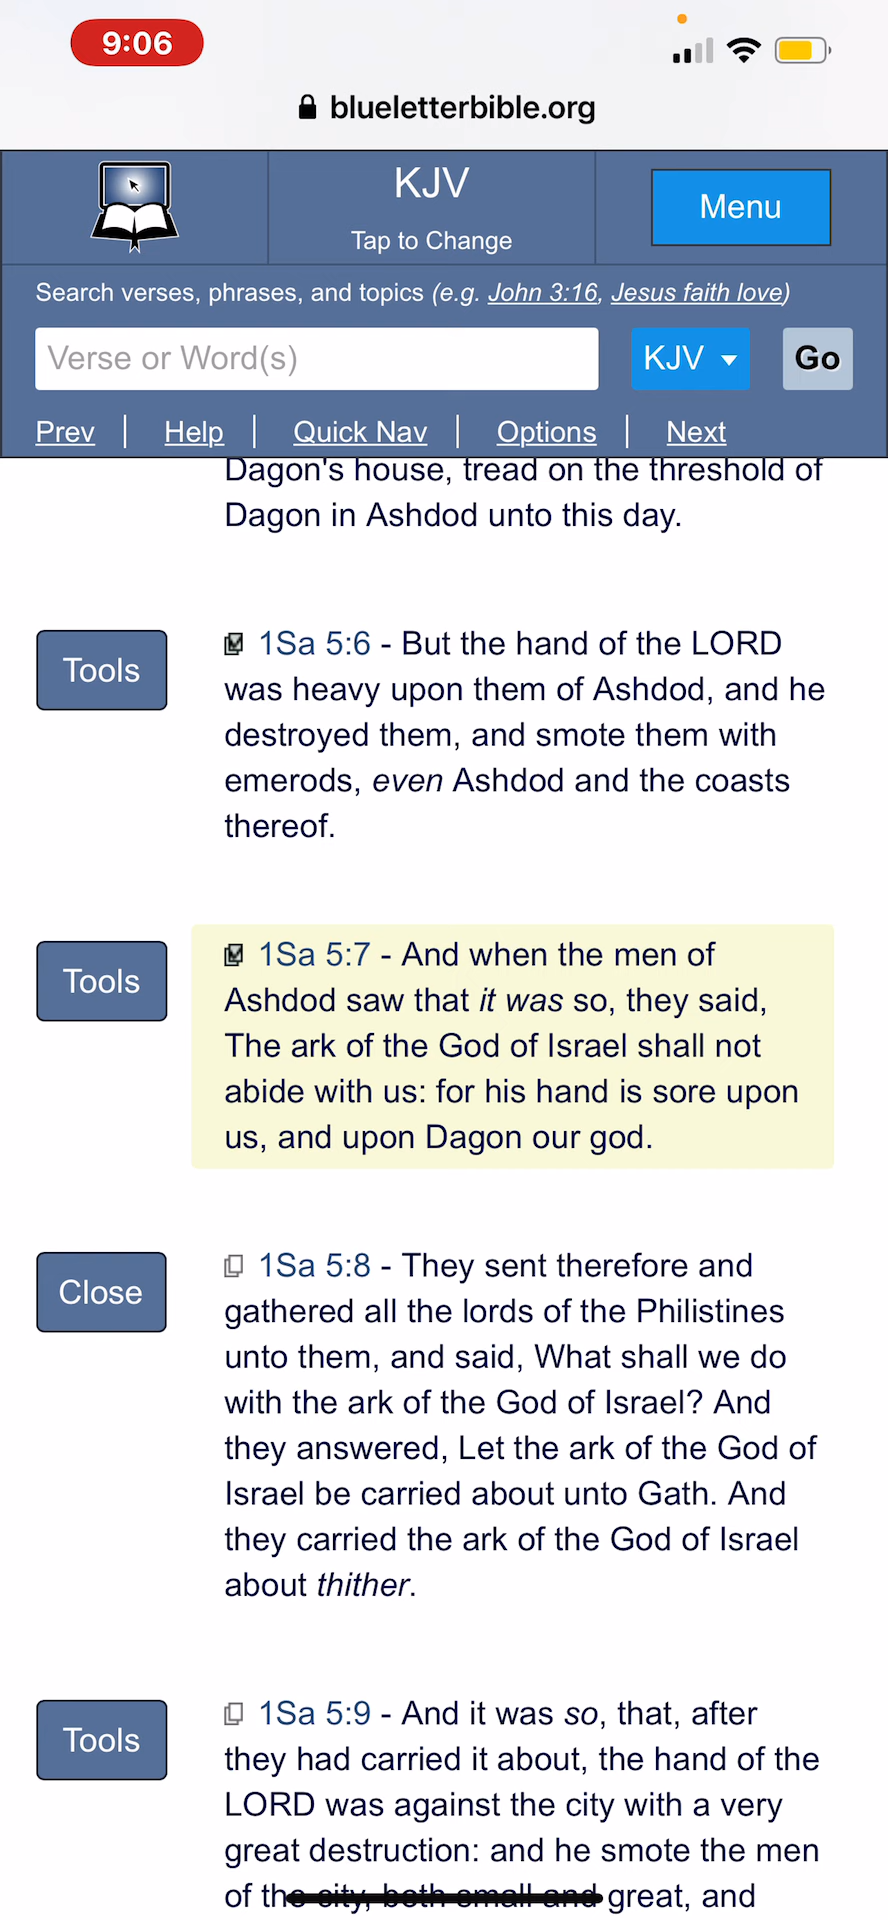 9:06
blueletterbible.org
KJV
Tap to Change
Menu
Search verses, phrases, and topics (e.g. John 3:16, Jesus faith love)
Verse or Word(s)
KJV
Go
Prev | Help | Quick Nav | Options | Next
Dagon's house, tread on the threshold of
Dagon in Ashdod unto this day.
Tools
1Sa 5:6 - But the hand of the LORD
was heavy upon them of Ashdod, and he
destroyed them, and smote them with
emerods, even Ashdod and the coasts
thereof.
Tools
1Sa 5:7 - And when the men of
Ashdod saw that it was so, they said,
The ark of the God of Israel shall not
abide with us: for his hand is sore upon
us, and upon Dagon our god.
Close
1Sa 5:8 - They sent therefore and
gathered all the lords of the Philistines
unto them, and said, What shall we do
with the ark of the God of Israel? And
they answered, Let the ark of the God of
Israel be carried about unto Gath. And
they carried the ark of the God of Israel
about thither.
Tools
1Sa 5:9 - And it was so, that, after
they had carried it about, the hand of the
LORD was against the city with a very
great destruction: and he smote the men
of the city, both small and great, and